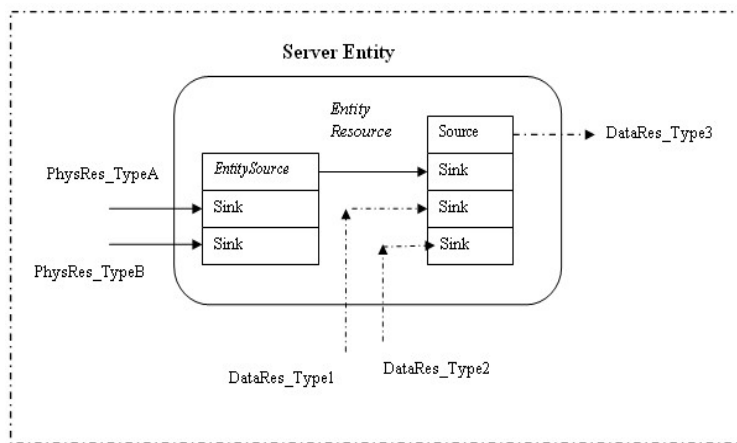 Server Entity
Entity
Resource
Source
DataRes_Type3
PhysRes_TypeA
EntitySource
Sink
Sink
Sink
Sink
Sink
PhysRes_TypeB
DataRes_Type1
DataRes_Type2